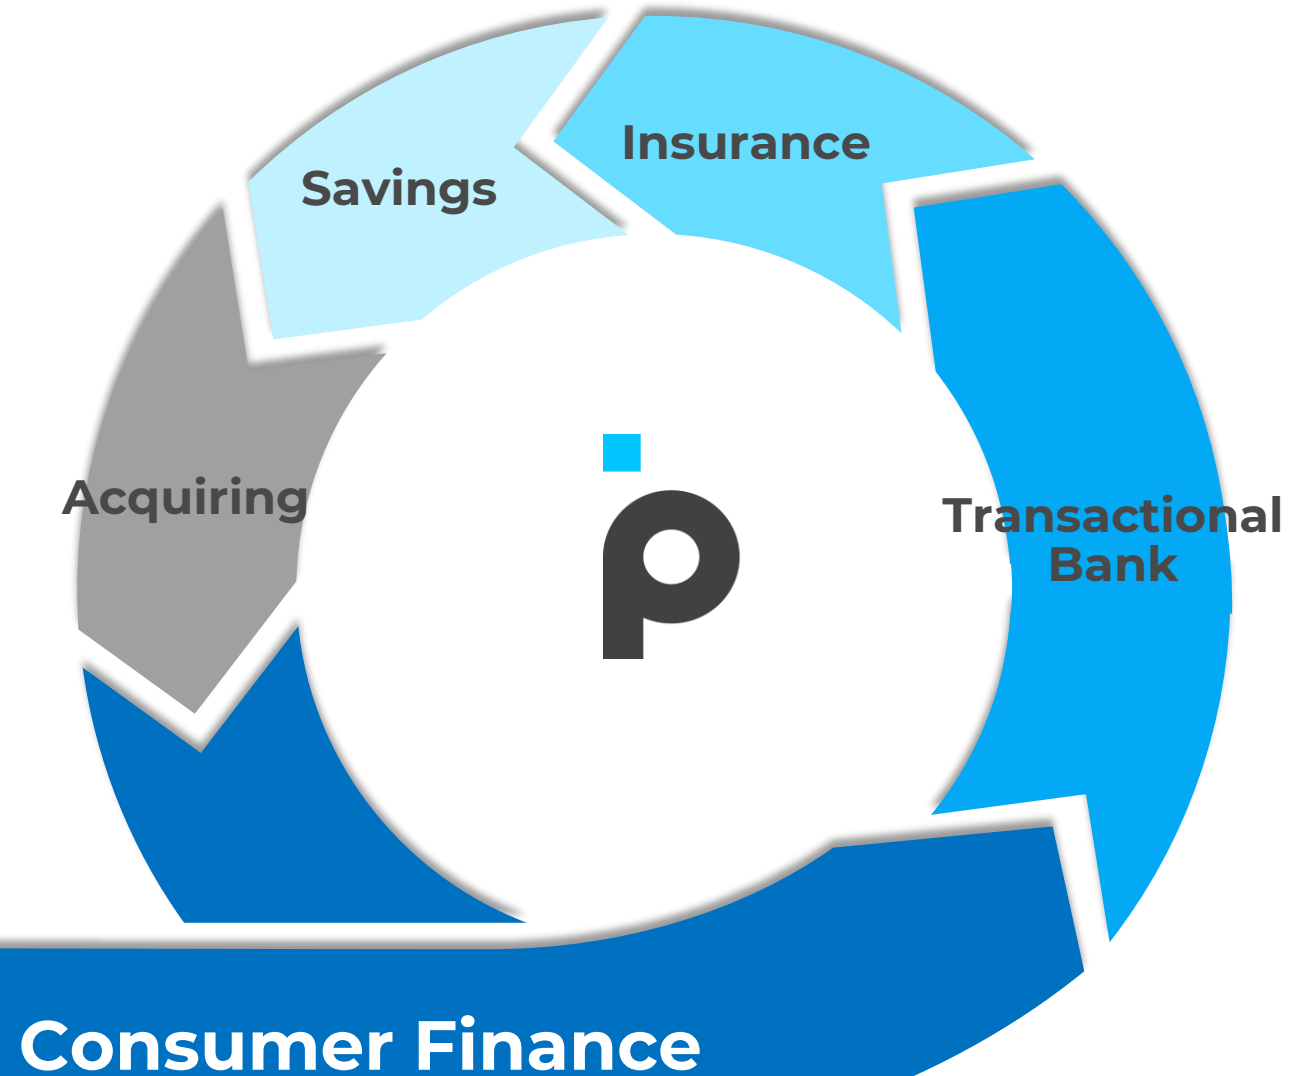 Insurance
Savings
Acquiring
Transactional
Bank
Consumer Finance